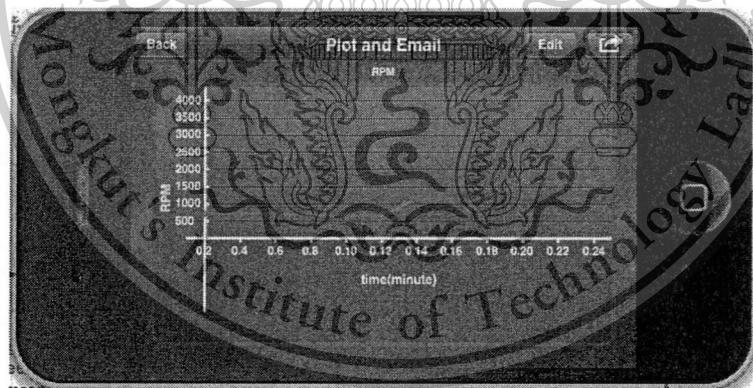 Back Plot and Email Edit
RPM
4000
3500
3000
2500
2000
1500
1000
500
RPM
0.2 0.4 0.6 0.8 0.10 0.12 0.14 0.16 0.18 0.20 0.22 0.24
time(minute)
Mongkut's Institute of Technology Lad